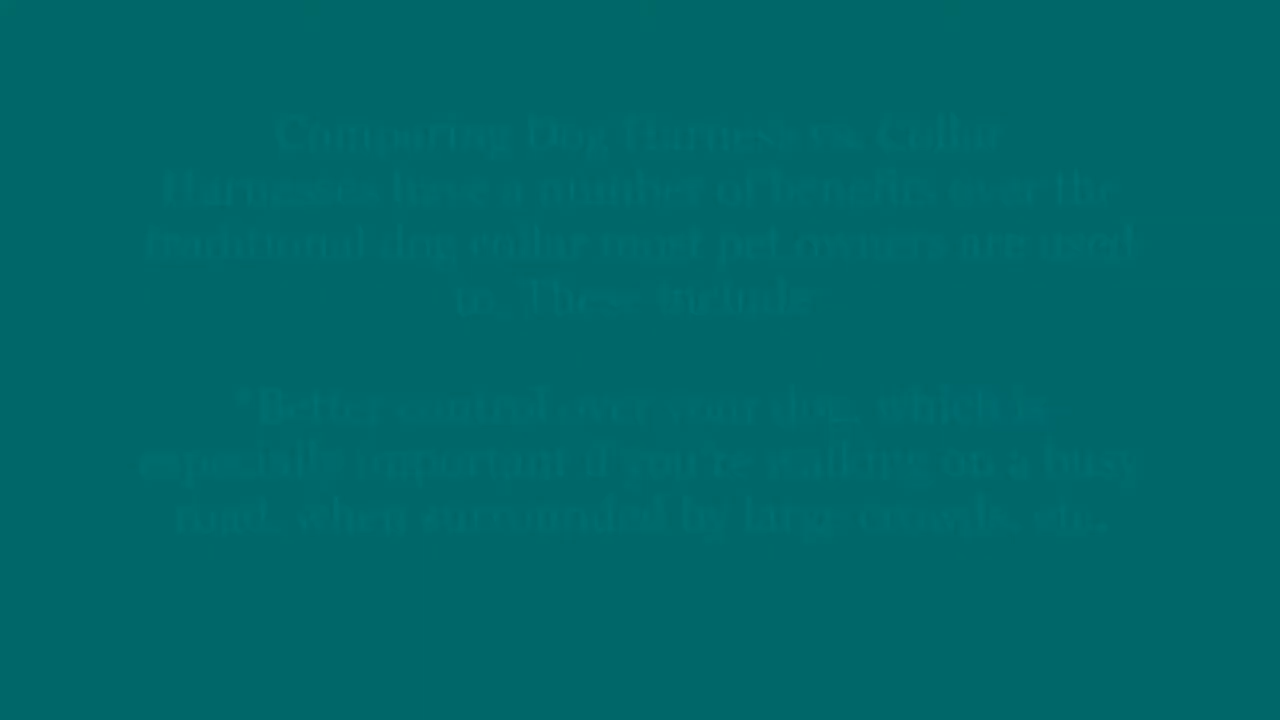 Comparing Dog Harness vs. Collar
Harnesses have a number of benefits over the
traditional dog collar most pet owners are used
to. These include:
*Better control over your dog, which is
especially important if you're walking on a busy
road, when surrounded by large crowds, etc.